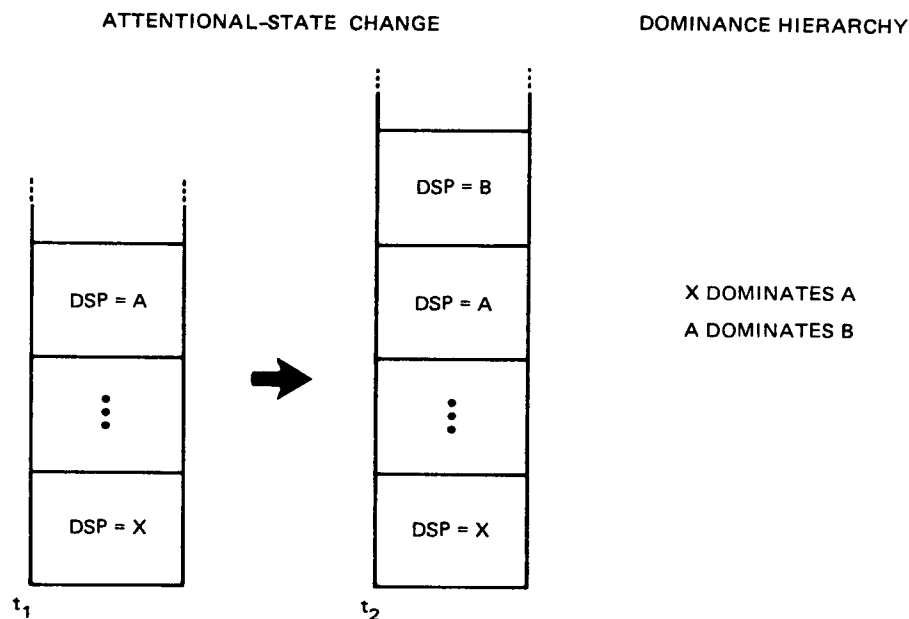 ATTENTIONAL-STATE CHANGE
DOMINANCE HIERARCHY
DSP = A
DSP = X
t1
DSP = B
DSP = A
DSP = X
t2
X DOMINATES A
A DOMINATES B